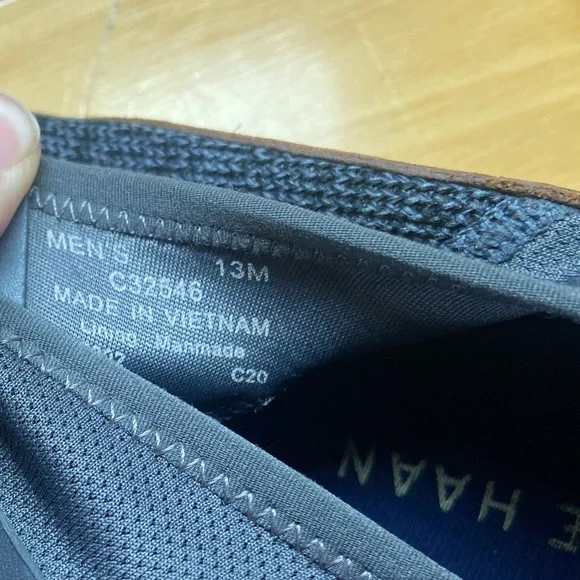 MEN'S 13M
C32546
MADE IN VIETNAM
Lining Manmade
C20
E HAAN